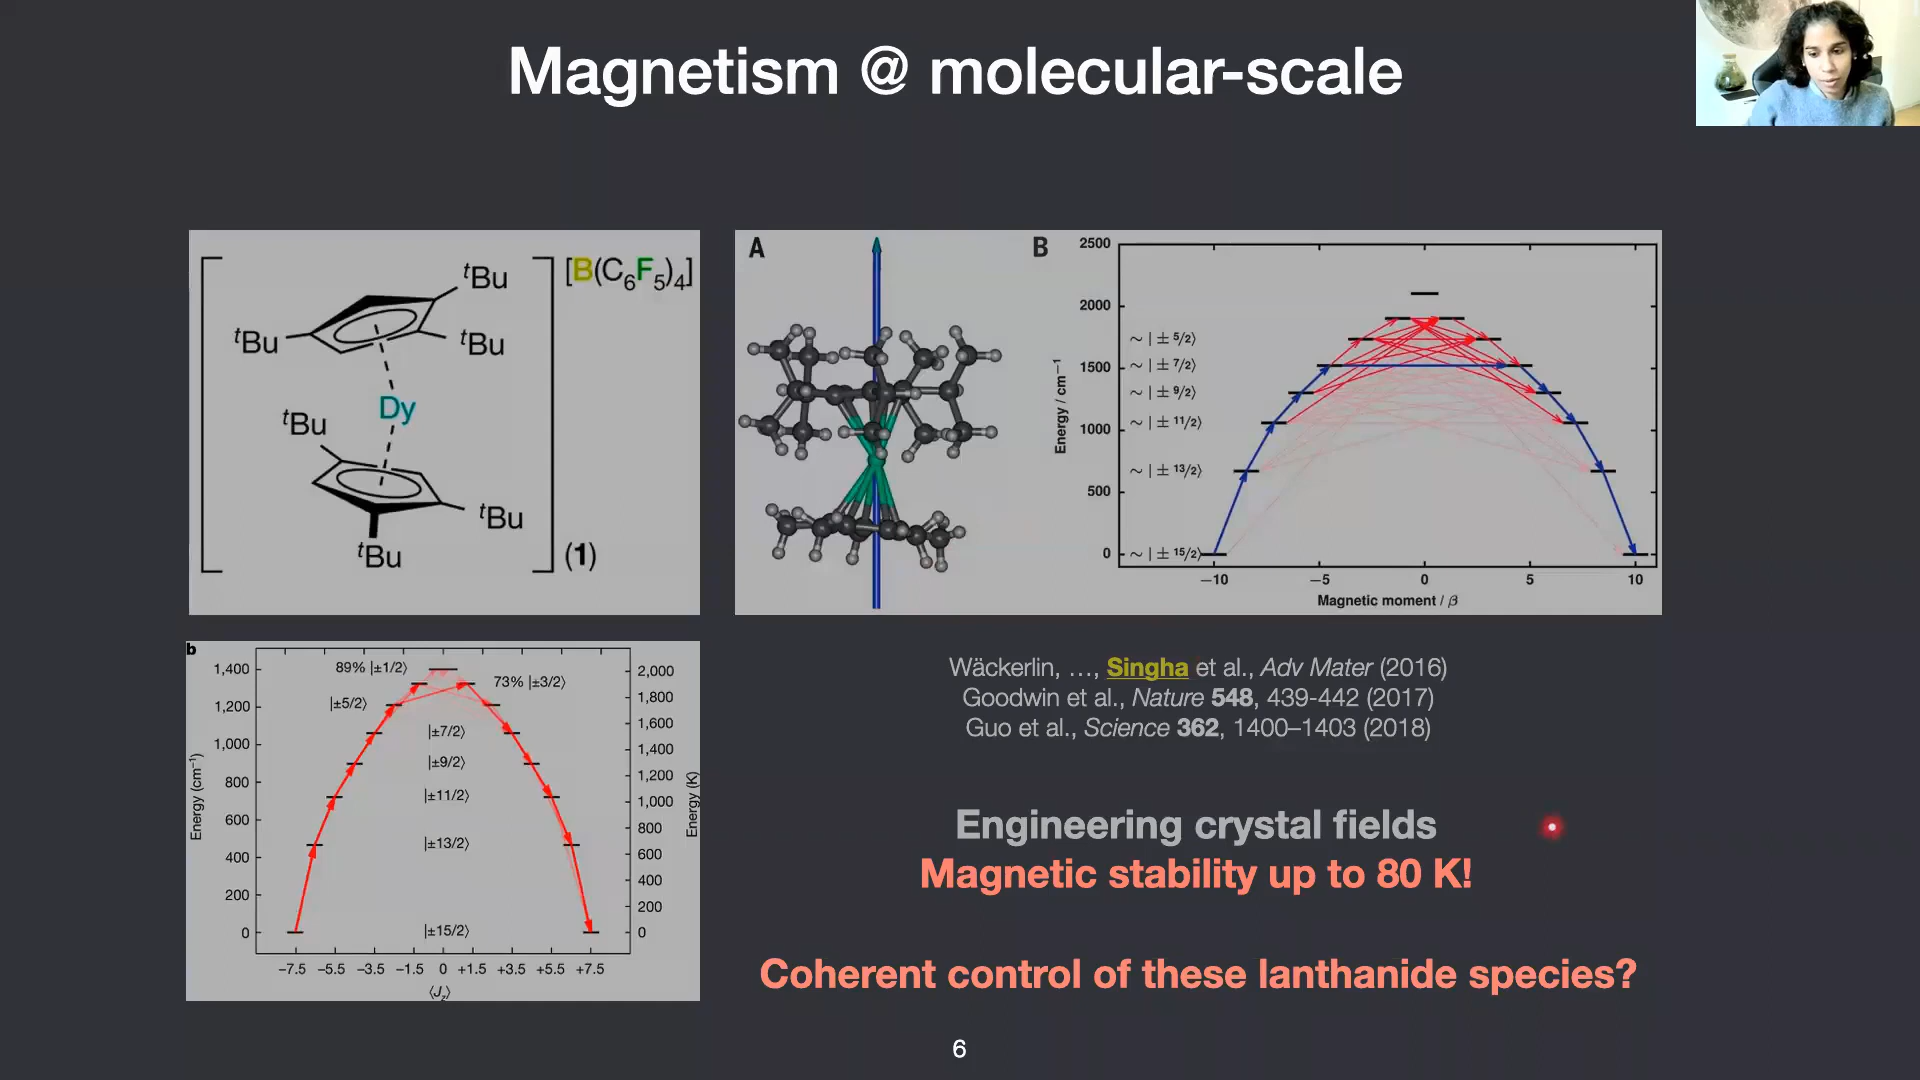 Magnetism @ molecular-scale
[B(C6F5)4]
tBu
tBu
tBu
Dy
tBu
tBu
tBu
(1)
A
B
2500
2000
1500
1000
500
0
Energy / cm−1
~ | ± 5/2⟩
~ | ± 7/2⟩
~ | ± 9/2⟩
~ | ± 11/2⟩
~ | ± 13/2⟩
~ | ± 15/2⟩
−10 −5 0 5 10
Magnetic moment / β
b
1,400
1,200
1,000
800
600
400
200
0
Energy (cm−1)
89% |±1/2⟩
73% |±3/2⟩
|±5/2⟩
|±7/2⟩
|±9/2⟩
|±11/2⟩
|±13/2⟩
|±15/2⟩
2,000
1,800
1,600
1,400
1,200
1,000
800
600
400
200
0
Energy (K)
−7.5 −5.5 −3.5 −1.5 0 +1.5 +3.5 +5.5 +7.5
⟨Jz⟩
Wäckerlin, ..., Singha et al., Adv Mater (2016)
Goodwin et al., Nature 548, 439-442 (2017)
Guo et al., Science 362, 1400–1403 (2018)
Engineering crystal fields
Magnetic stability up to 80 K!
Coherent control of these lanthanide species?
6